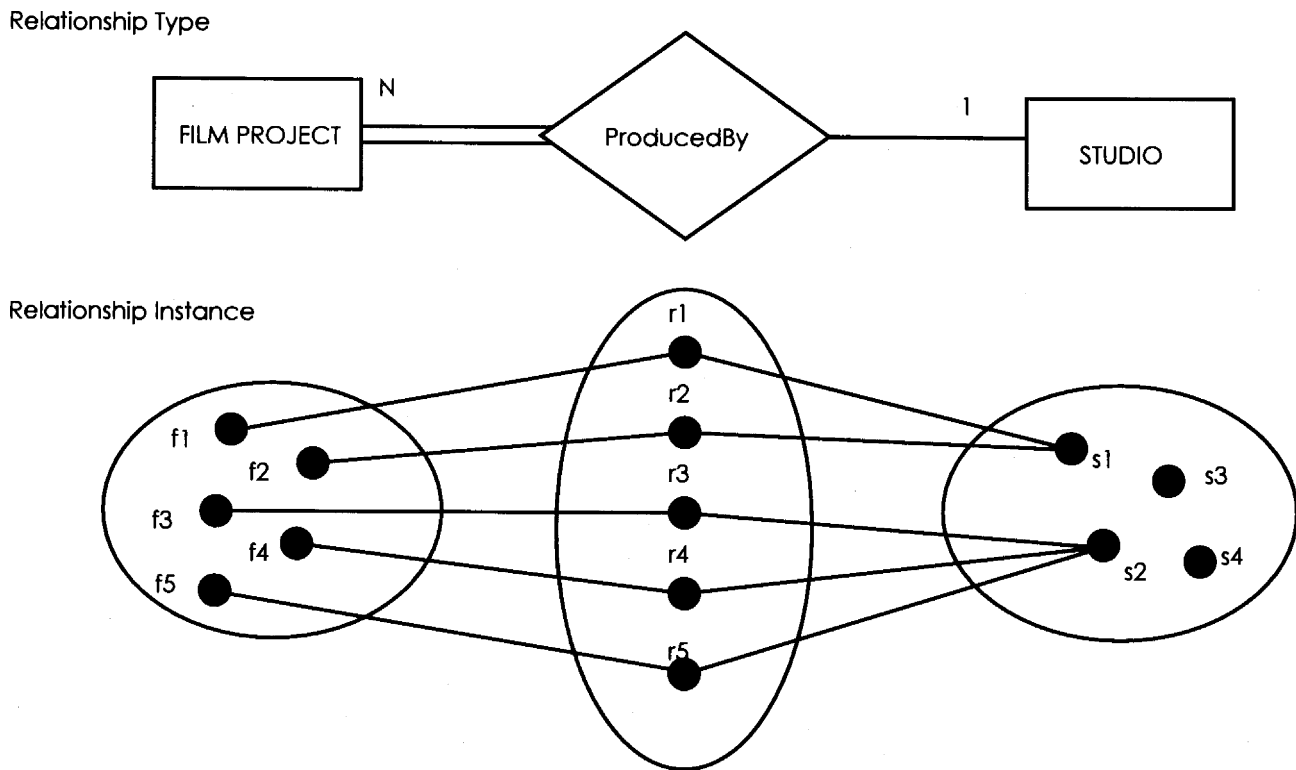 Relationship Type
N
1
FILM PROJECT
ProducedBy
STUDIO
Relationship Instance
r1
r2
f1
f2
r3
s1
s3
f3
f4
r4
s2
s4
f5
r5